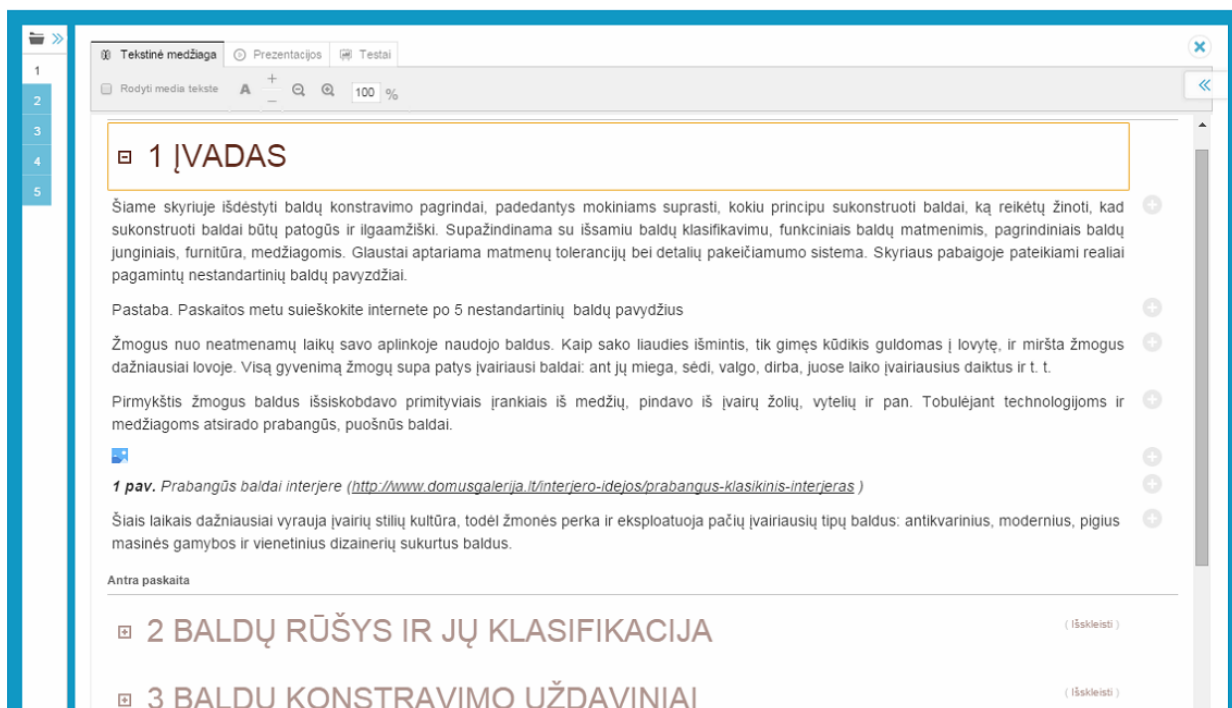 Tekstinė medžiaga Prezentacijos Testai
1
Rodyti media tekste A + − 100 %
2
3
4
5
1 ĮVADAS
Šiame skyriuje išdėstyti baldų konstravimo pagrindai, padedantys mokiniams suprasti, kokiu principu sukonstruoti baldai, ką reikėtų žinoti, kad
sukonstruoti baldai būtų patogūs ir ilgaamžiški. Supažindinama su išsamiu baldų klasifikavimu, funkciniais baldų matmenimis, pagrindiniais baldų
junginiais, furnitūra, medžiagomis. Glaustai aptariama matmenų tolerancijų bei detalių pakeičiamumo sistema. Skyriaus pabaigoje pateikiami realiai
pagamintų nestandartinių baldų pavyzdžiai.
Pastaba. Paskaitos metu suieškokite internete po 5 nestandartinių baldų pavydžius
Žmogus nuo neatmenamų laikų savo aplinkoje naudojo baldus. Kaip sako liaudies išmintis, tik gimęs kūdikis guldomas į lovytę, ir miršta žmogus
dažniausiai lovoje. Visą gyvenimą žmogų supa patys įvairiausi baldai: ant jų miega, sėdi, valgo, dirba, juose laiko įvairiausius daiktus ir t. t.
Pirmykštis žmogus baldus išsiskobdavo primityviais įrankiais iš medžių, pindavo iš įvairų žolių, vytelių ir pan. Tobulėjant technologijoms ir
medžiagoms atsirado prabangūs, puošnūs baldai.
1 pav. Prabangūs baldai interjere (http://www.domusgalerija.lt/interjero-idejos/prabangus-klasikinis-interjeras )
Šiais laikais dažniausiai vyrauja įvairių stilių kultūra, todėl žmonės perka ir eksploatuoja pačių įvairiausių tipų baldus: antikvarinius, modernius, pigius
masinės gamybos ir vienetinius dizainerių sukurtus baldus.
Antra paskaita
2 BALDŲ RŪŠYS IR JŲ KLASIFIKACIJA ( Išskleisti )
3 BALDŲ KONSTRAVIMO UŽDAVINIAI ( Išskleisti )